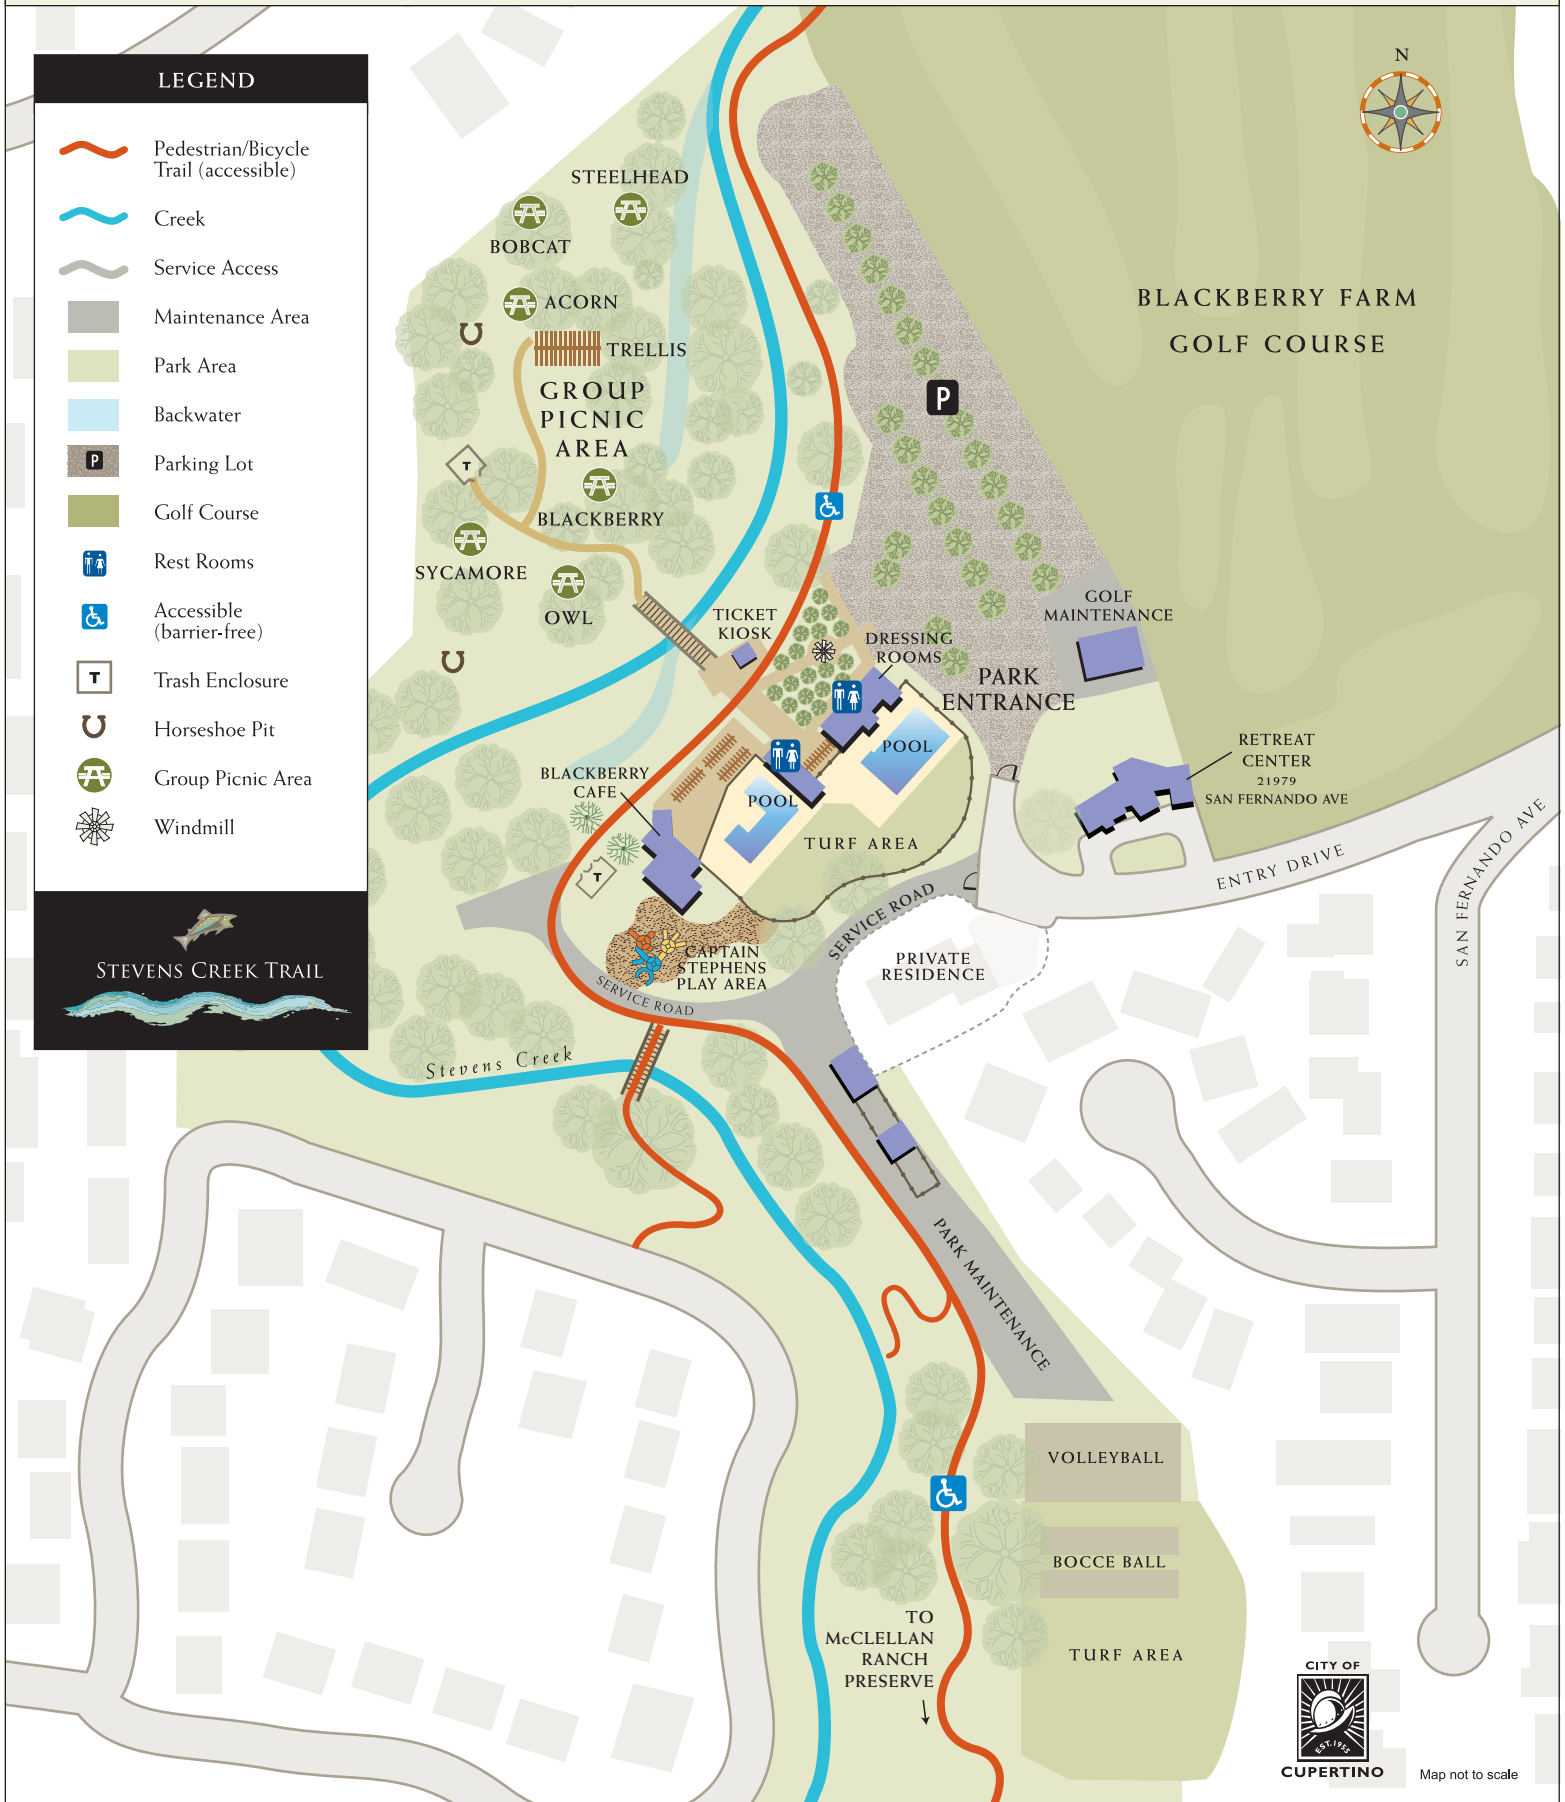 LEGEND
Pedestrian/Bicycle
Trail (accessible)
Creek
Service Access
Maintenance Area
Park Area
Backwater
P
Parking Lot
Golf Course
Rest Rooms
Accessible
(barrier-free)
T
Trash Enclosure
Horseshoe Pit
Group Picnic Area
Windmill
STEVENS CREEK TRAIL
N
STEELHEAD
BOBCAT
ACORN
TRELLIS
GROUP
PICNIC
AREA
T
BLACKBERRY
SYCAMORE
OWL
P
BLACKBERRY FARM
GOLF COURSE
TICKET
KIOSK
DRESSING
ROOMS
GOLF
MAINTENANCE
PARK
ENTRANCE
POOL
POOL
BLACKBERRY
CAFE
T
TURF AREA
RETREAT
CENTER
21979
SAN FERNANDO AVE
ENTRY DRIVE
SAN FERNANDO AVE
SERVICE ROAD
PRIVATE
RESIDENCE
CAPTAIN
STEPHENS
PLAY AREA
SERVICE ROAD
Stevens Creek
PARK MAINTENANCE
VOLLEYBALL
BOCCE BALL
TURF AREA
TO
McCLELLAN
RANCH
PRESERVE
CITY OF
EST. 1955
CUPERTINO
Map not to scale